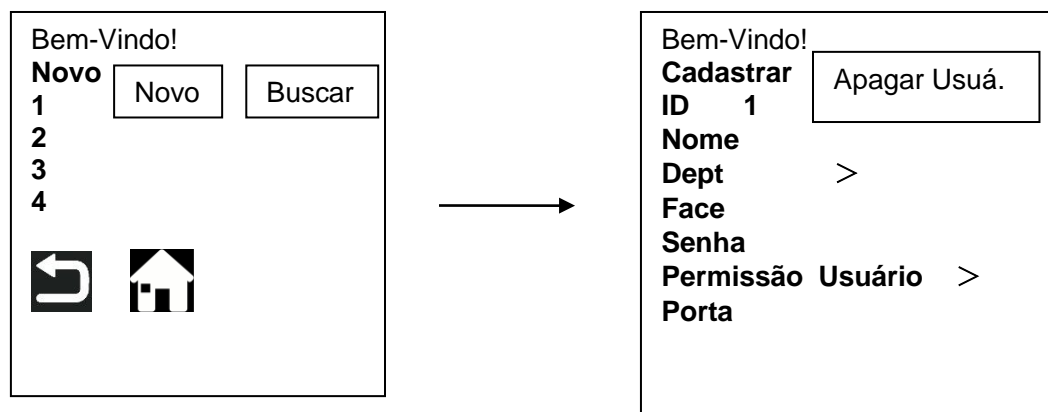 Bem-Vindo!
Novo
Novo
Buscar
1
2
3
4
Bem-Vindo!
Cadastrar
Apagar Usuá.
ID 1
Nome
Dept >
Face
Senha
Permissão Usuário >
Porta